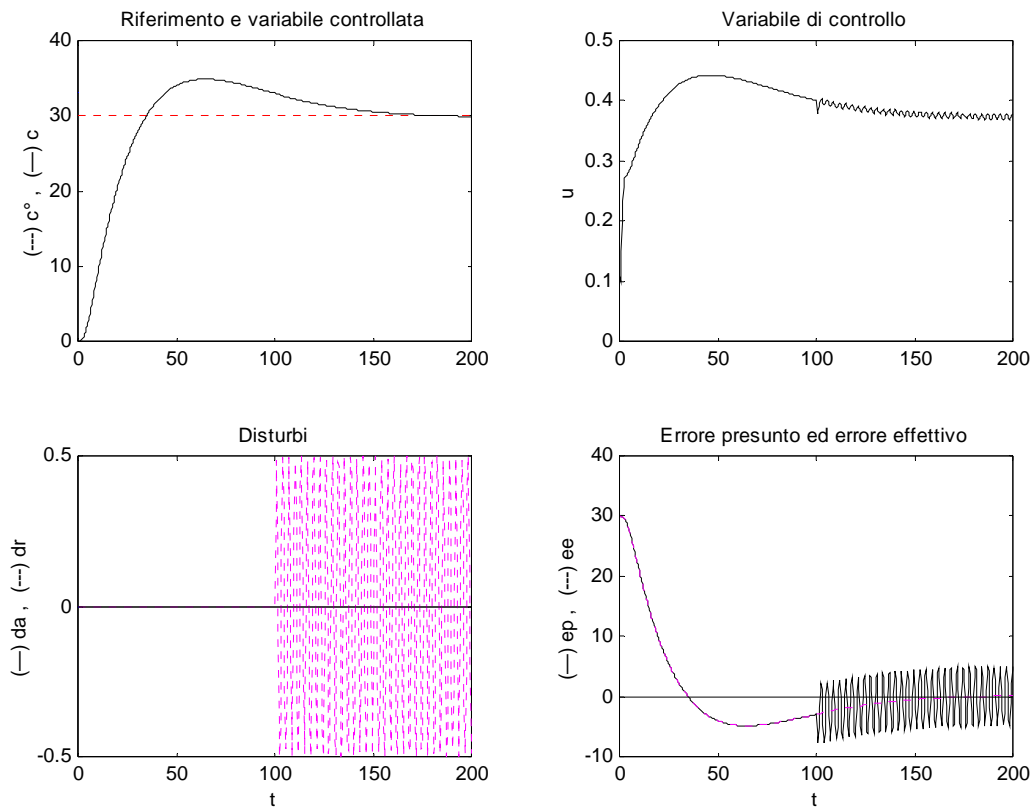 Riferimento e variabile controllata
40
30
20
10
0
0 50 100 150 200
(---) c° , (—) c
Variabile di controllo
0.5
0.4
0.3
0.2
0.1
0
0 50 100 150 200
u
Disturbi
0.5
0
-0.5
0 50 100 150 200
(—) da , (---) dr
t
Errore presunto ed errore effettivo
40
30
20
10
0
-10
0 50 100 150 200
(—) ep , (---) ee
t